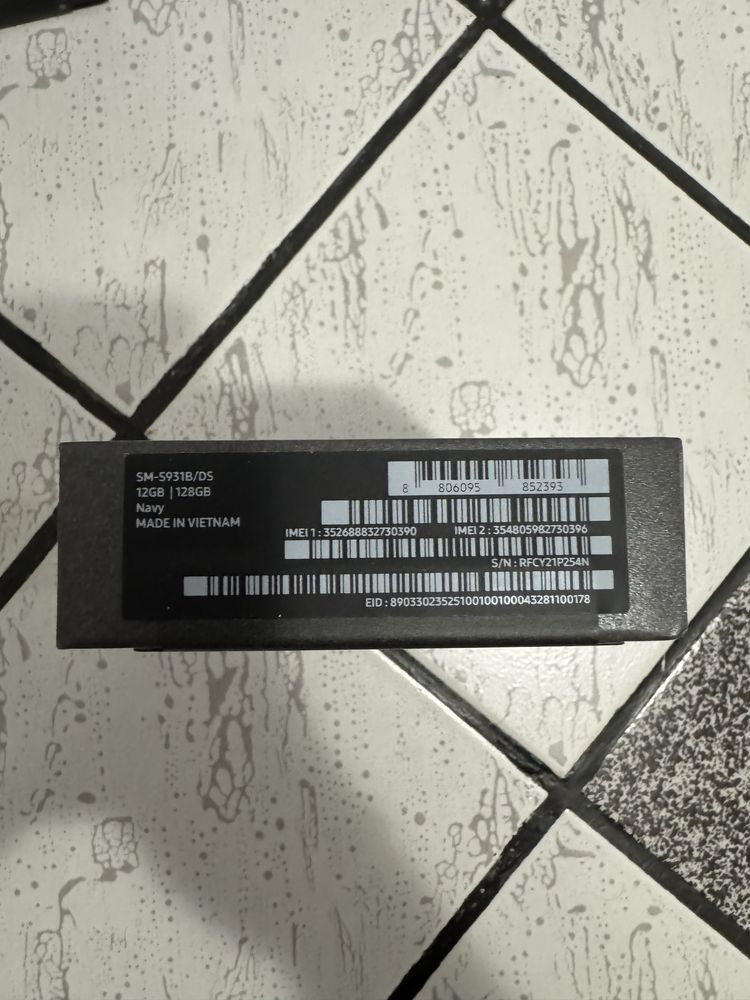 SM-S931B/DS
12GB | 128GB
Navy
MADE IN VIETNAM
8 806095 852393
IMEI 1 : 352688832730390 IMEI 2 : 354805982730396
S/N : RFCY21P254N
EID : 89033023525100100100043281100178